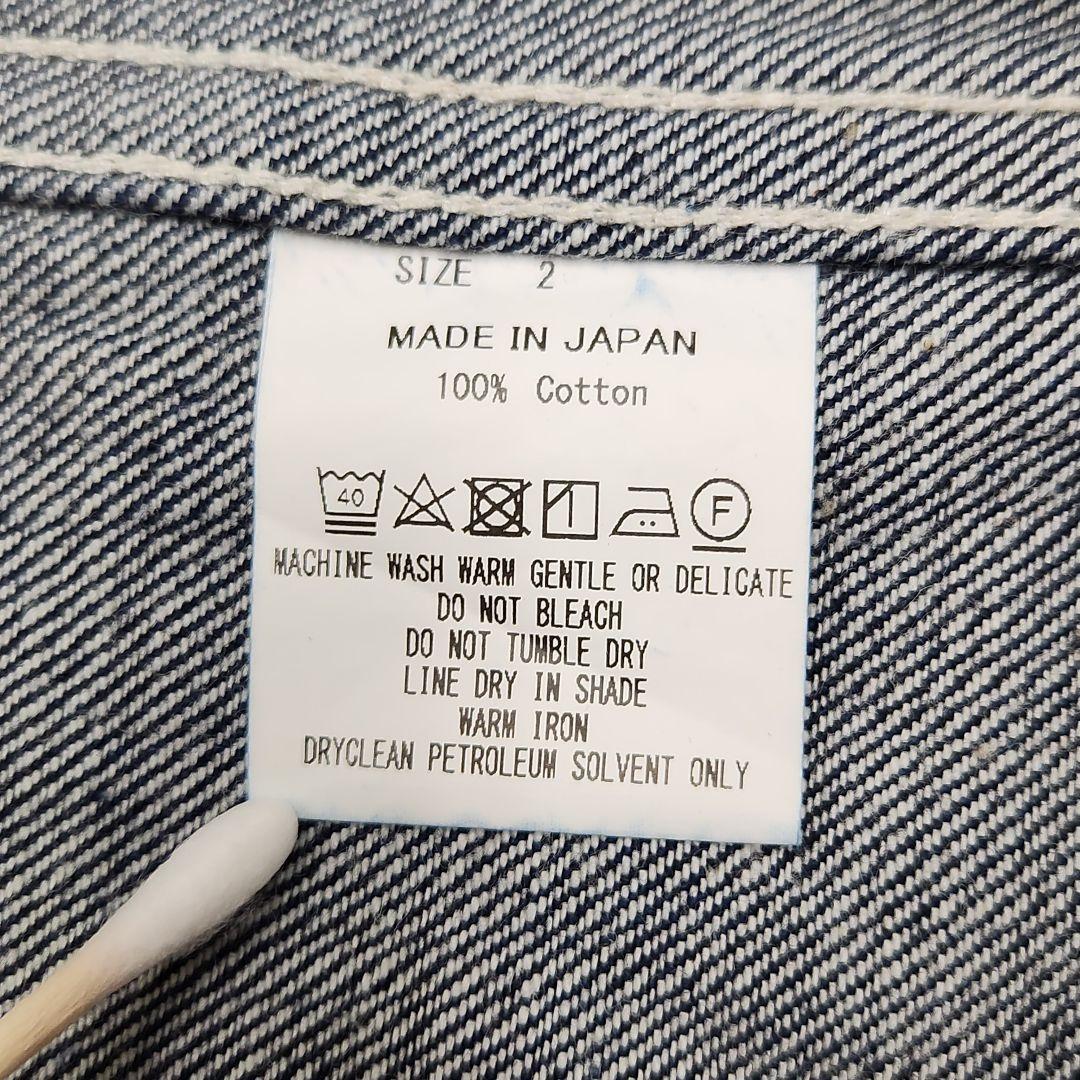 SIZE 2
MADE IN JAPAN
100% Cotton
40 F
MACHINE WASH WARM GENTLE OR DELICATE
DO NOT BLEACH
DO NOT TUMBLE DRY
LINE DRY IN SHADE
WARM IRON
DRYCLEAN PETROLEUM SOLVENT ONLY